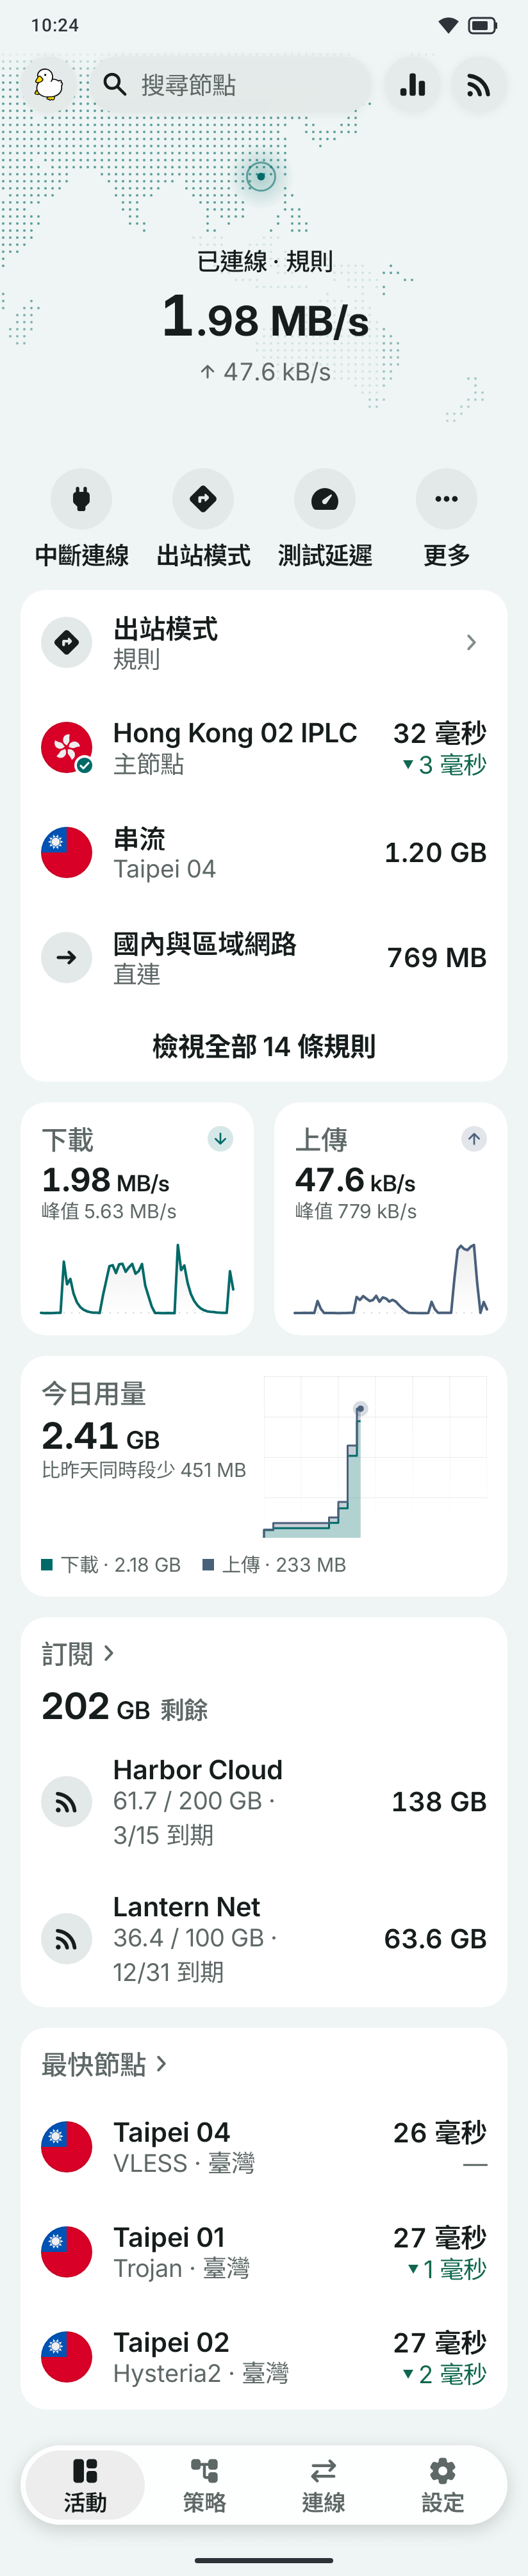 10:24
搜尋節點
已連線 · 規則
1.98 MB/s
↑ 47.6 kB/s
中斷連線 出站模式 測試延遲 更多
出站模式
規則
Hong Kong 02 IPLC 32 毫秒
主節點 ▼3 毫秒
串流
Taipei 04
1.20 GB
國內與區域網路
直連
769 MB
檢視全部 14 條規則
下載
1.98 MB/s
峰值 5.63 MB/s
上傳
47.6 kB/s
峰值 779 kB/s
今日用量
2.41 GB
比昨天同時段少 451 MB
下載 · 2.18 GB 上傳 · 233 MB
訂閱
202 GB 剩餘
Harbor Cloud
61.7 / 200 GB ·
3/15 到期
138 GB
Lantern Net
36.4 / 100 GB ·
12/31 到期
63.6 GB
最快節點
Taipei 04 26 毫秒
VLESS · 臺灣 —
Taipei 01 27 毫秒
Trojan · 臺灣 ▼1 毫秒
Taipei 02 27 毫秒
Hysteria2 · 臺灣 ▼2 毫秒
活動 策略 連線 設定